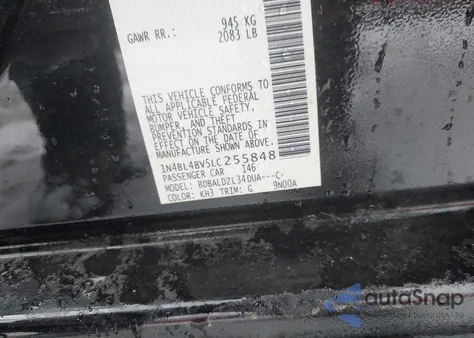 945 KG
GAWR RR.: 2083 LB
THIS VEHICLE CONFORMS TO
ALL APPLICABLE FEDERAL
MOTOR VEHICLE SAFETY,
BUMPER, AND THEFT
PREVENTION STANDARDS IN
EFFECT ON THE DATE OF
MANUFACTURE SHOWN ABOVE.
1N4BL4BV5LC255848
PASSENGER CAR 146
MODEL: BDBALDZL34DUA---C-
COLOR: KH3 TRIM: G 9N00A
autoSnap